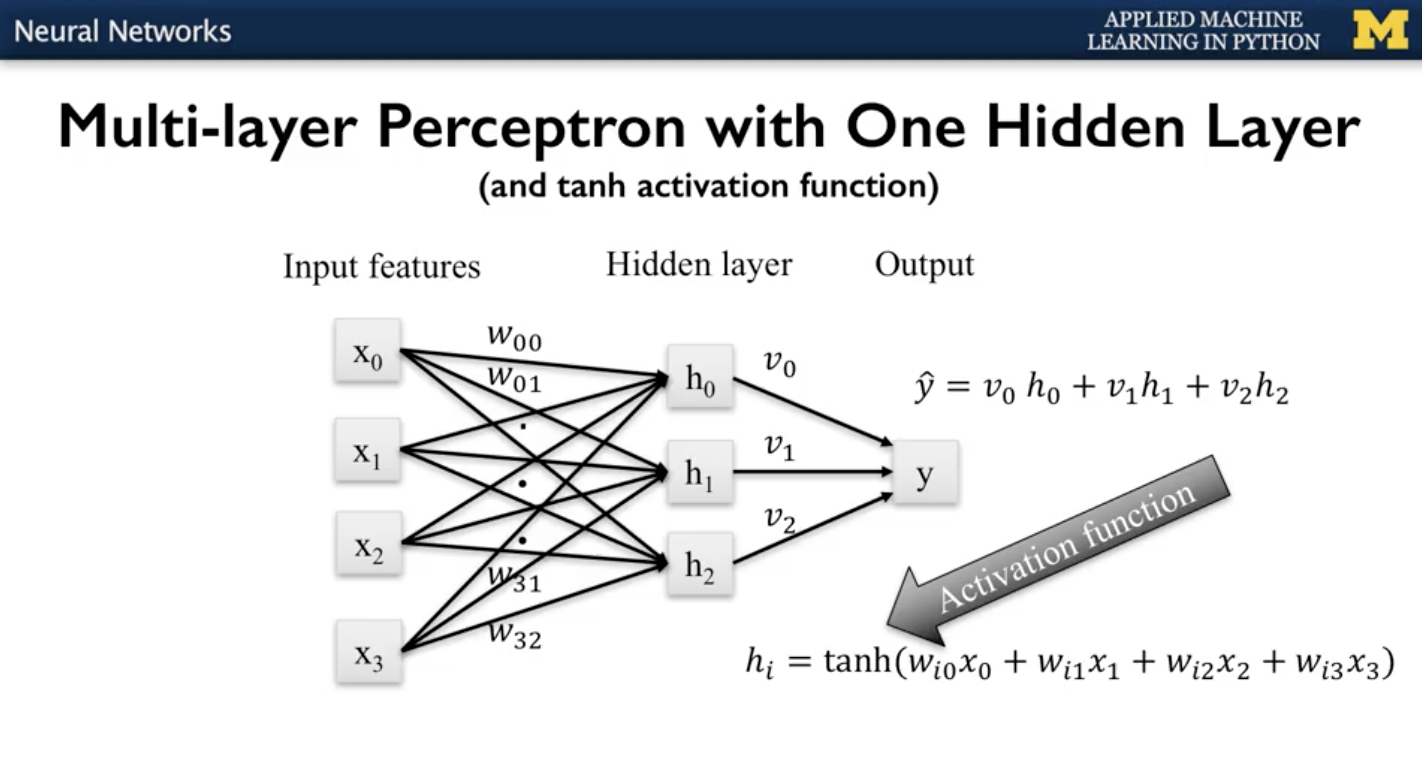 Neural Networks
APPLIED MACHINE
LEARNING IN PYTHON
M
Multi-layer Perceptron with One Hidden Layer
(and tanh activation function)
Input features
Hidden layer
Output
x₀
x₁
x₂
x₃
w₀₀
w₀₁
.
.
.
w₃₁
w₃₂
h₀
h₁
h₂
v₀
v₁
v₂
y
ŷ = v₀ h₀ + v₁h₁ + v₂h₂
Activation function
hᵢ = tanh(wᵢ₀x₀ + wᵢ₁x₁ + wᵢ₂x₂ + wᵢ₃x₃)